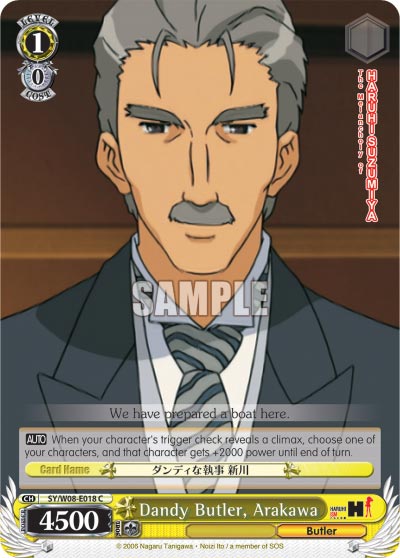 LEVEL
1
0
COST
The Melancholy of
HARUHI SUZUMIYA
SAMPLE
We have prepared a boat here.
AUTO When your character's trigger check reveals a climax, choose one of
your characters, and that character gets +2000 power until end of turn.
Card Name ダンディな執事 新川
CH SY/W08-E018 C
POWER 4500 SOUL Dandy Butler, Arakawa
Butler
HARUHI
H
© 2006 Nagaru Tanigawa • Noizi Ito / a member of SOS